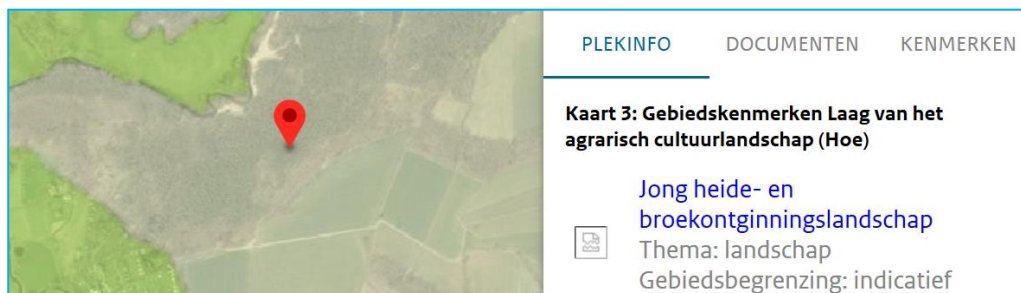 PLEKINFO DOCUMENTEN KENMERKEN
Kaart 3: Gebiedskenmerken Laag van het
agrarisch cultuurlandschap (Hoe)
Jong heide- en
broekontginningslandschap
Thema: landschap
Gebiedsbegrenzing: indicatief